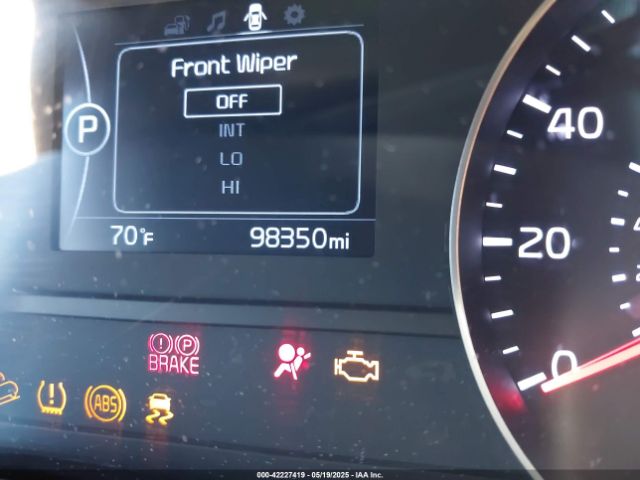 Front Wiper
OFF
INT
LO
HI
P
70°F
98350mi
40
20
0
(!) (P)
BRAKE
(!)
ABS
000-42227419 - 05/19/2025 - IAA Inc.